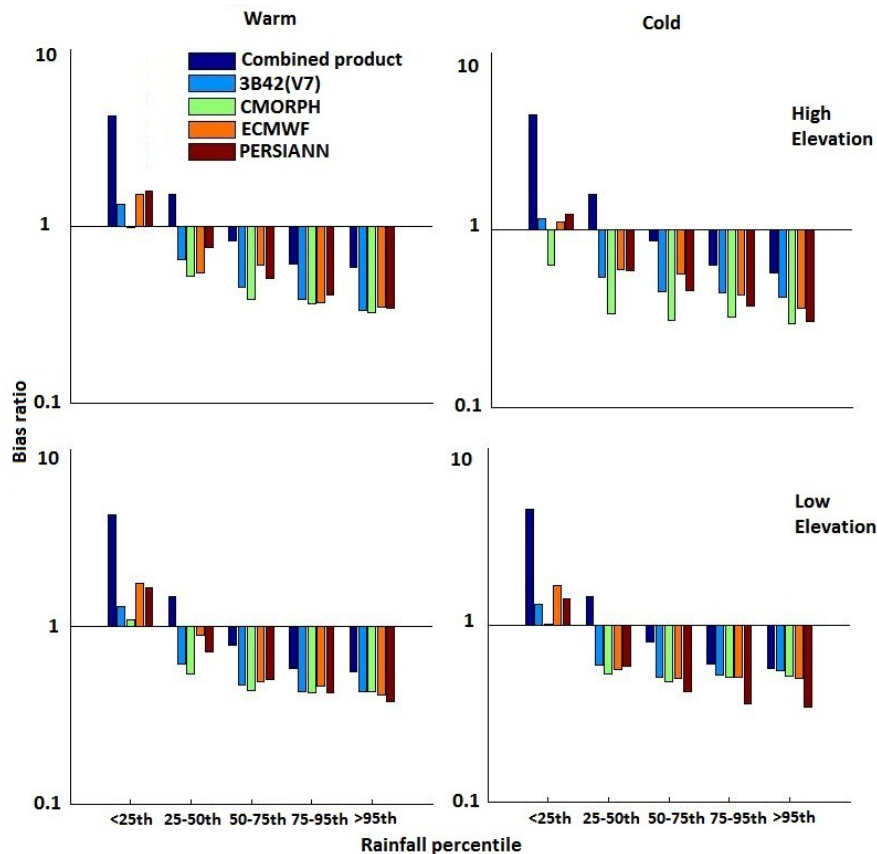 Warm
Cold
10
Combined product
3B42(V7)
CMORPH
ECMWF
PERSIANN
1
0.1
10
High
Elevation
1
0.1
Bias ratio
10
1
0.1
10
Low
Elevation
1
0.1
<25th 25-50th 50-75th 75-95th >95th
<25th 25-50th 50-75th 75-95th >95th
Rainfall percentile